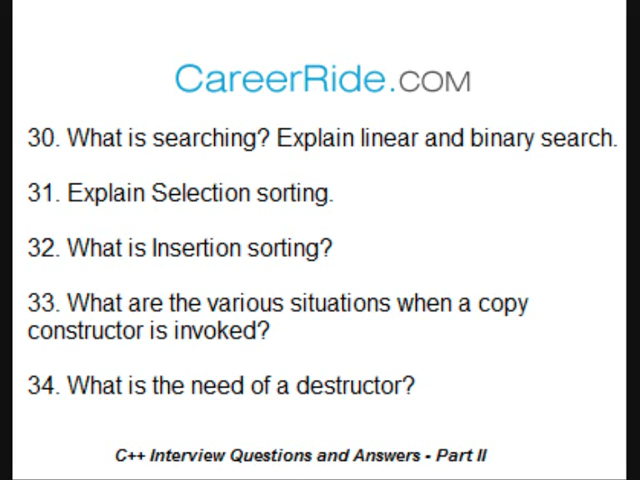 CareerRide.COM
30. What is searching? Explain linear and binary search.
31. Explain Selection sorting.
32. What is Insertion sorting?
33. What are the various situations when a copy
constructor is invoked?
34. What is the need of a destructor?
C++ Interview Questions and Answers - Part II